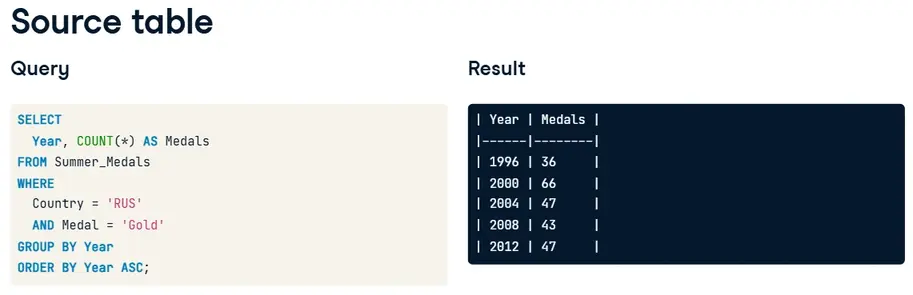 Source table
Query
SELECT
Year, COUNT(*) AS Medals
FROM Summer_Medals
WHERE
Country = 'RUS'
AND Medal = 'Gold'
GROUP BY Year
ORDER BY Year ASC;
Result
| Year | Medals |
|------|--------|
| 1996 | 36     |
| 2000 | 66     |
| 2004 | 47     |
| 2008 | 43     |
| 2012 | 47     |